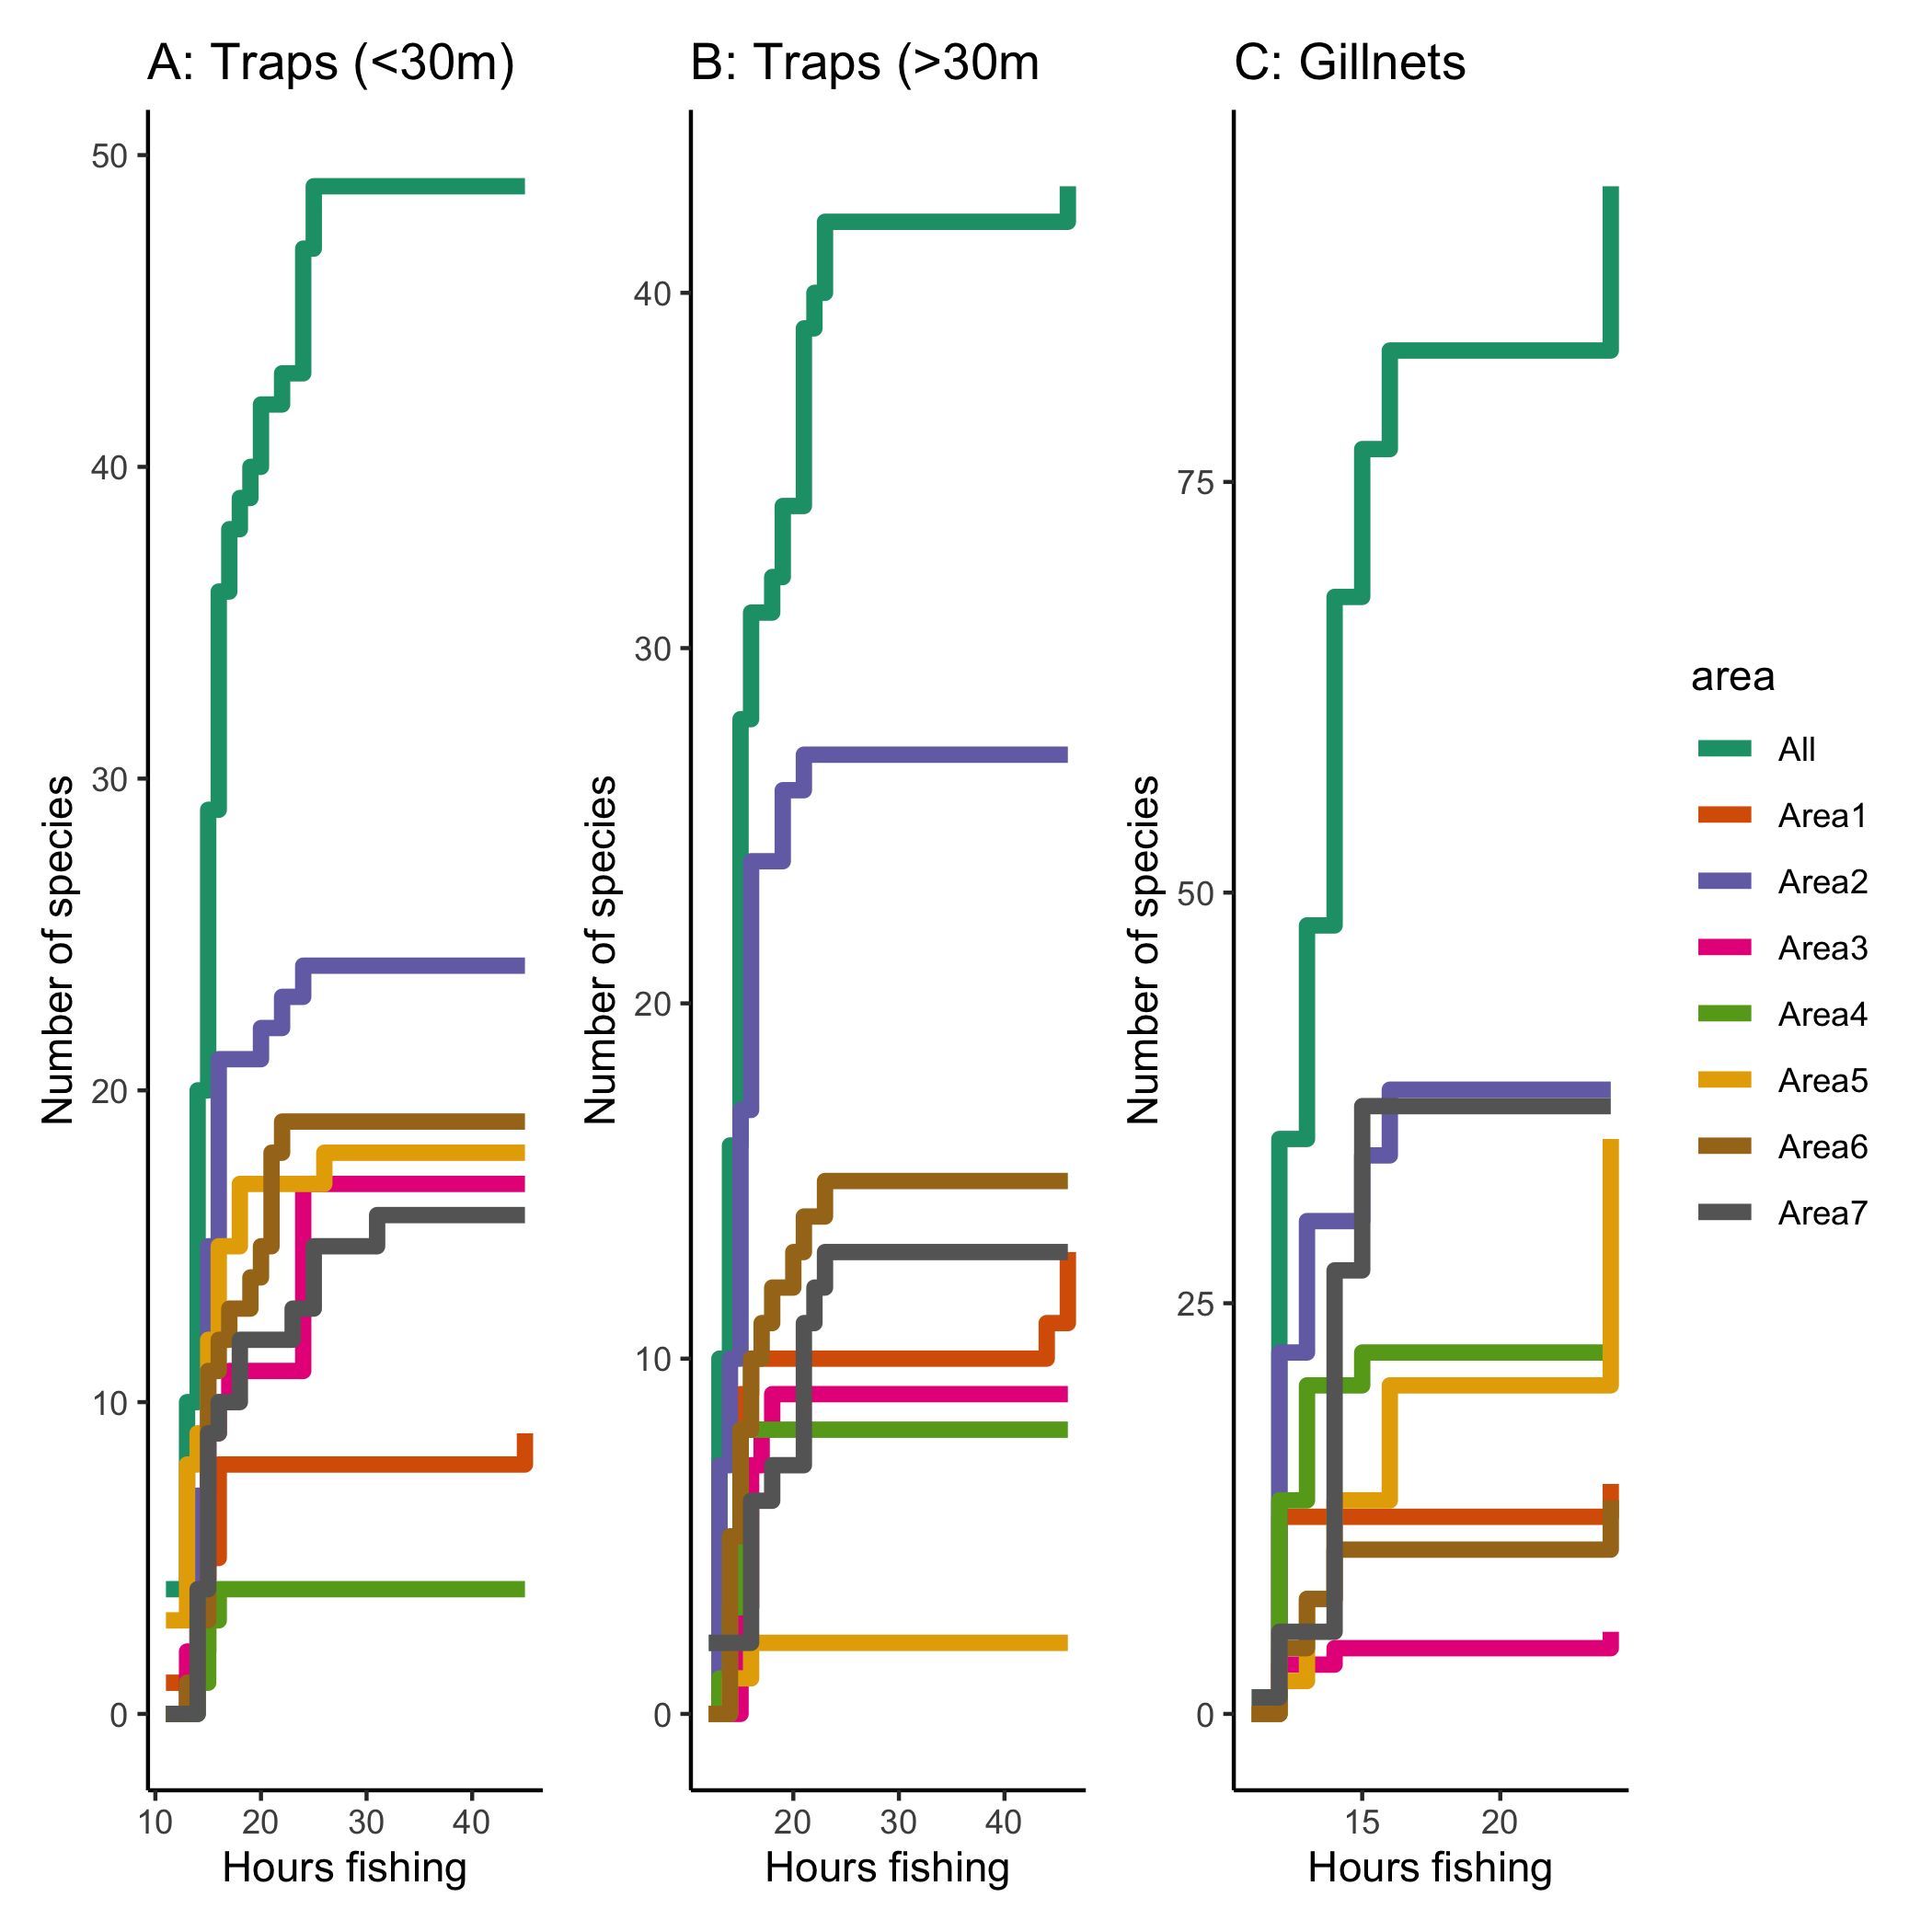 A: Traps (<30m)
B: Traps (>30m
C: Gillnets
50
40
30
20
10
0
Number of species
10
20
30
40
Hours fishing
40
30
20
10
0
Number of species
20
30
40
Hours fishing
75
50
25
0
Number of species
15
20
Hours fishing
area
All
Area1
Area2
Area3
Area4
Area5
Area6
Area7